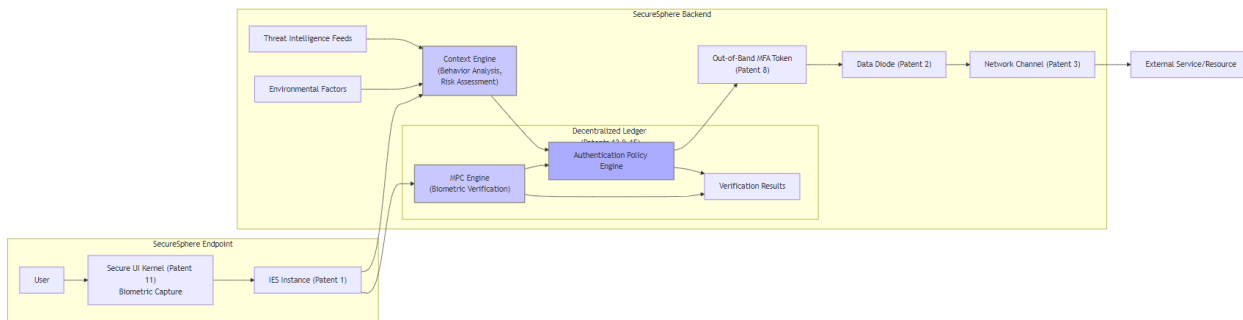 SecureSphere Backend
Threat Intelligence Feeds
Environmental Factors
Context Engine
(Behavior Analysis,
Risk Assessment)
Out-of-Band MFA Token
(Patent 8)
Data Diode (Patent 2)
Network Channel (Patent 3)
External Service/Resource
Decentralized Ledger
Authentication Policy
Engine
MPC Engine
(Biometric Verification)
Verification Results
SecureSphere Endpoint
User
Secure UI Kernel (Patent
11)
Biometric Capture
IES Instance (Patent 1)